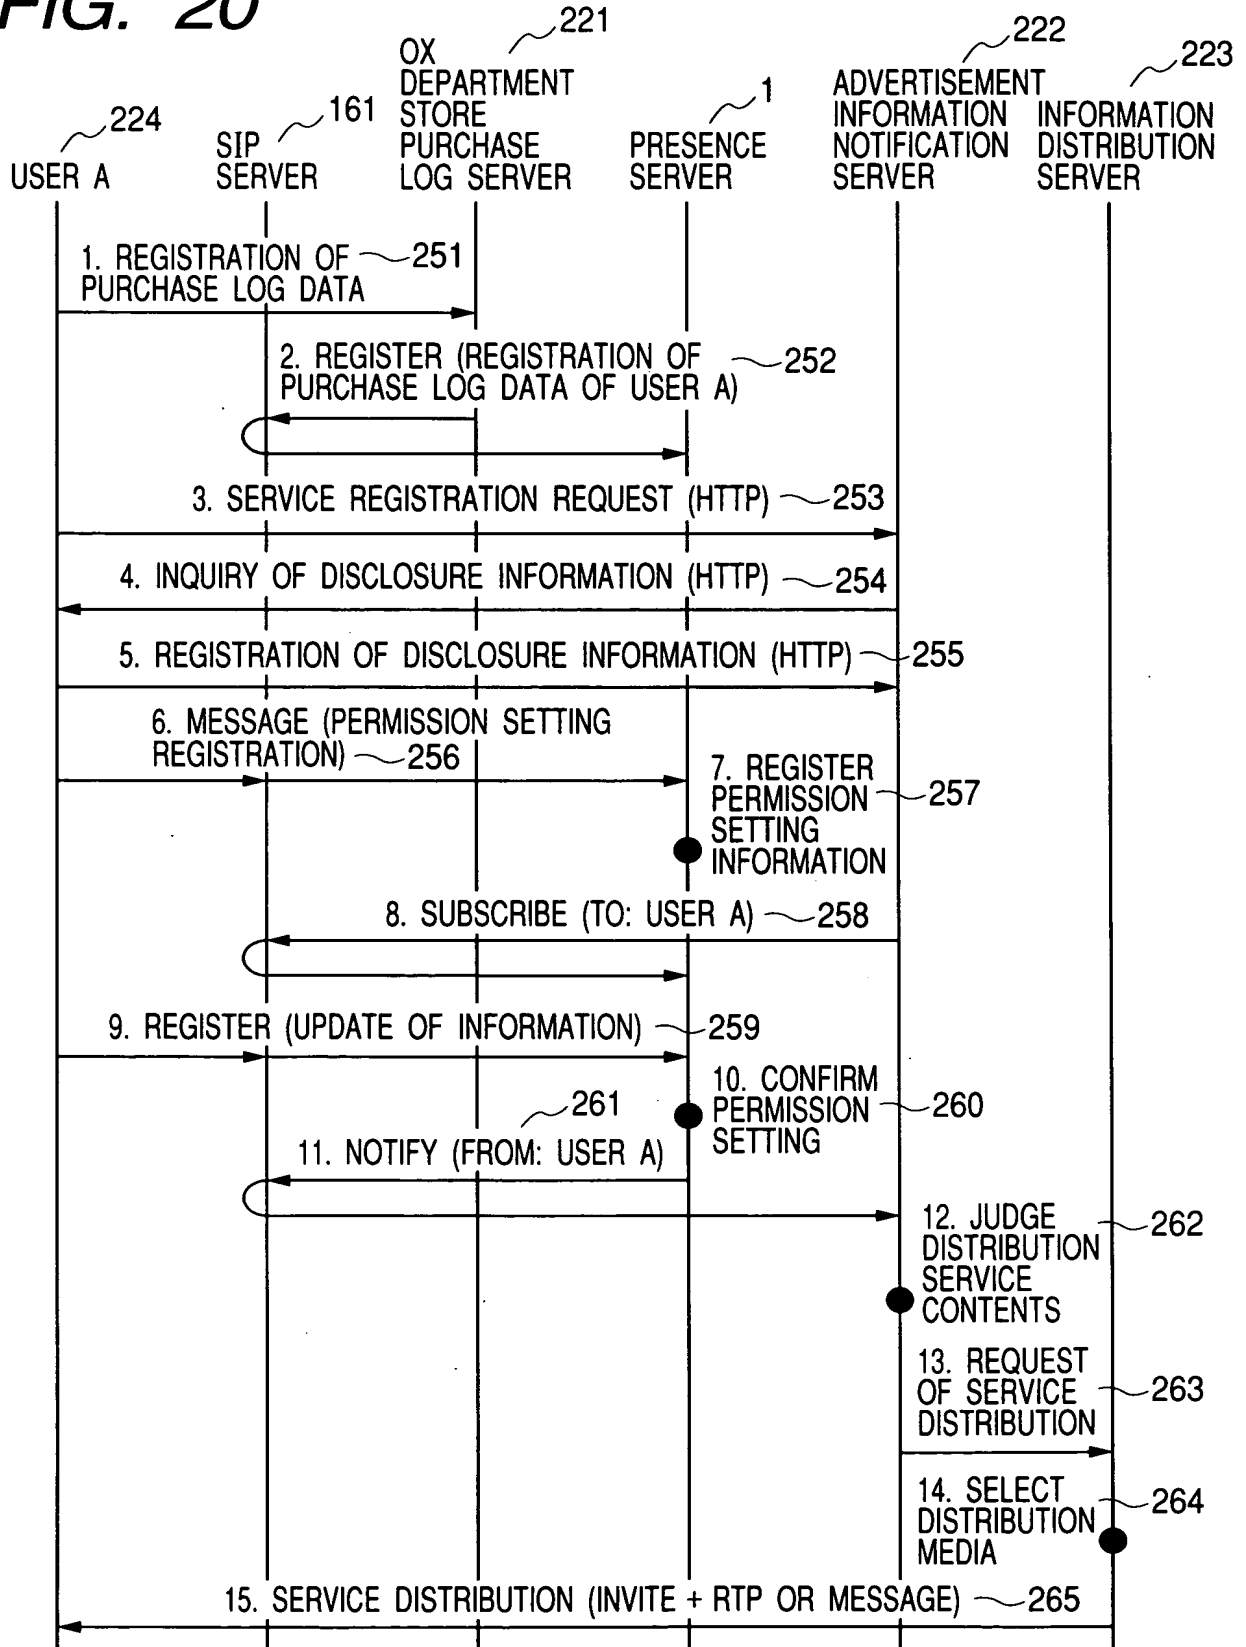 FIG. 20
224
USER A
161
SIP
SERVER
221
OX
DEPARTMENT
STORE
PURCHASE
LOG SERVER
1
PRESENCE
SERVER
222
ADVERTISEMENT
INFORMATION
NOTIFICATION
SERVER
223
INFORMATION
DISTRIBUTION
SERVER
1. REGISTRATION OF 251
PURCHASE LOG DATA
2. REGISTER (REGISTRATION OF 252
PURCHASE LOG DATA OF USER A)
3. SERVICE REGISTRATION REQUEST (HTTP) 253
4. INQUIRY OF DISCLOSURE INFORMATION (HTTP) 254
5. REGISTRATION OF DISCLOSURE INFORMATION (HTTP) 255
6. MESSAGE (PERMISSION SETTING
REGISTRATION) 256
7. REGISTER
PERMISSION 257
SETTING
INFORMATION
8. SUBSCRIBE (TO: USER A) 258
9. REGISTER (UPDATE OF INFORMATION) 259
10. CONFIRM
PERMISSION 260
SETTING
261
11. NOTIFY (FROM: USER A)
12. JUDGE 262
DISTRIBUTION
SERVICE
CONTENTS
13. REQUEST
OF SERVICE 263
DISTRIBUTION
14. SELECT 264
DISTRIBUTION
MEDIA
15. SERVICE DISTRIBUTION (INVITE + RTP OR MESSAGE) 265